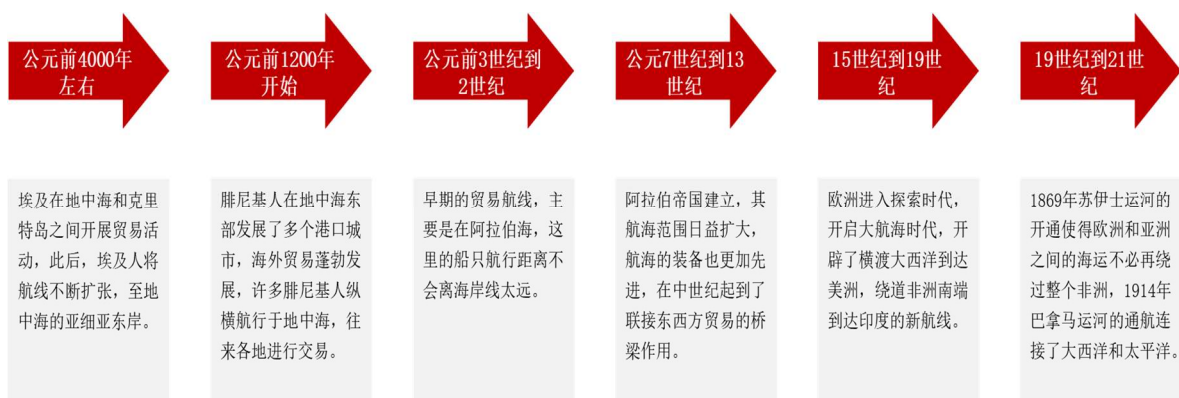 公元前4000年
左右
埃及在地中海和克里
特岛之间开展贸易活
动，此后，埃及人将
航线不断扩张，至地
中海的亚细亚东岸。
公元前1200年
开始
腓尼基人在地中海东
部发展了多个港口城
市，海外贸易蓬勃发
展，许多腓尼基人纵
横航行于地中海，往
来各地进行交易。
公元前3世纪到
2世纪
早期的贸易航线，主
要是在阿拉伯海，这
里的船只航行距离不
会离海岸线太远。
公元7世纪到13
世纪
阿拉伯帝国建立，其
航海范围日益扩大，
航海的装备也更加先
进，在中世纪起到了
联接东西方贸易的桥
梁作用。
15世纪到19世
纪
欧洲进入探索时代，
开启大航海时代，开
辟了横渡大西洋到达
美洲，绕道非洲南端
到达印度的新航线。
19世纪到21世
纪
1869年苏伊士运河的
开通使得欧洲和亚洲
之间的海运不必再绕
过整个非洲，1914年
巴拿马运河的通航连
接了大西洋和太平洋。